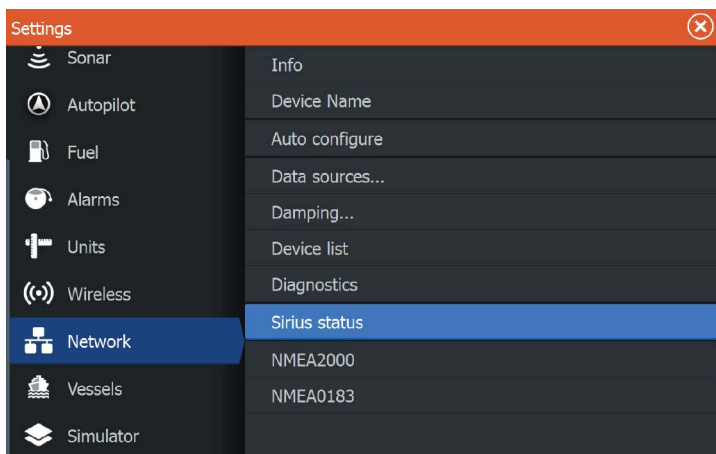 Settings
Sonar
Autopilot
Fuel
Alarms
Units
Wireless
Network
Vessels
Simulator
Info
Device Name
Auto configure
Data sources...
Damping...
Device list
Diagnostics
Sirius status
NMEA2000
NMEA0183